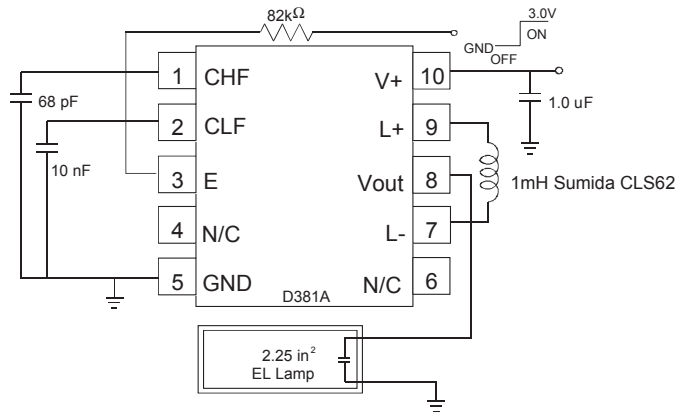 82kΩ
3.0V
GND
ON
OFF
1
CHF
V+
10
68 pF
1.0 uF
2
CLF
L+
9
10 nF
3
E
Vout
8
1mH Sumida CLS62
4
N/C
L-
7
5
GND
N/C
6
D381A
2.25 in²
EL Lamp